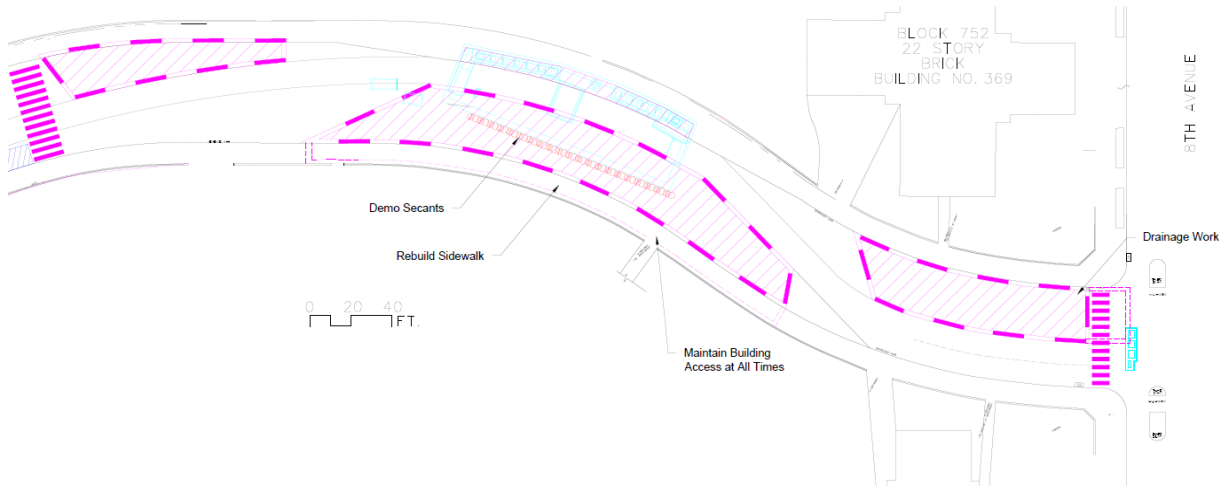 BLOCK 752
22 STORY
BRICK
BUILDING NO. 369
8TH AVENUE
Demo Secants
Rebuild Sidewalk
Drainage Work
0 20 40
FT.
Maintain Building
Access at All Times